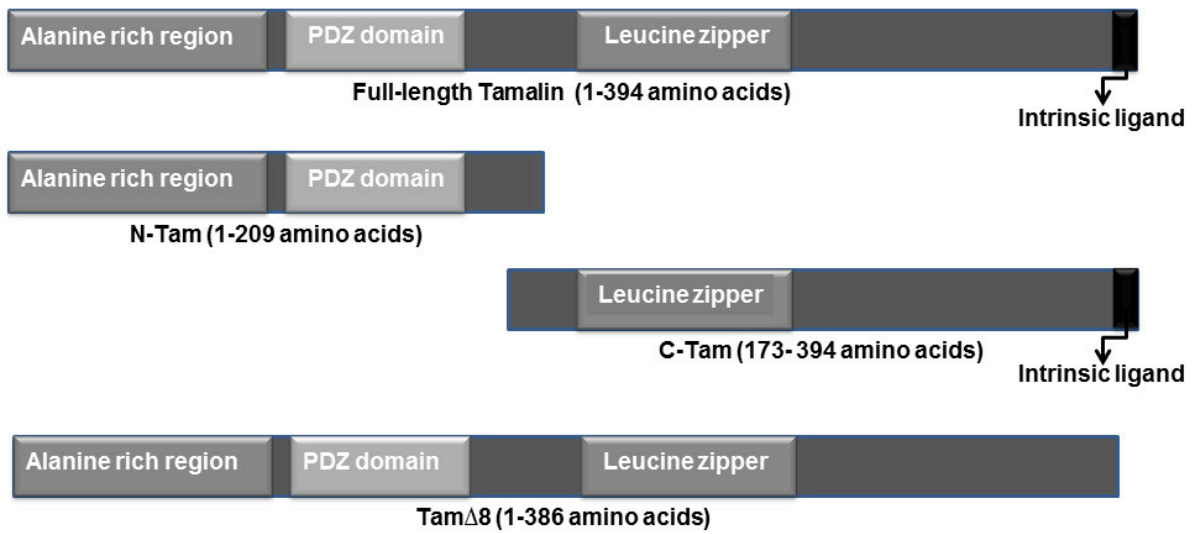 Alanine rich region PDZ domain Leucine zipper
Full-length Tamalin (1-394 amino acids)
Intrinsic ligand
Alanine rich region PDZ domain
N-Tam (1-209 amino acids)
Leucine zipper
C-Tam (173- 394 amino acids)
Intrinsic ligand
Alanine rich region PDZ domain Leucine zipper
Tam∆8 (1-386 amino acids)